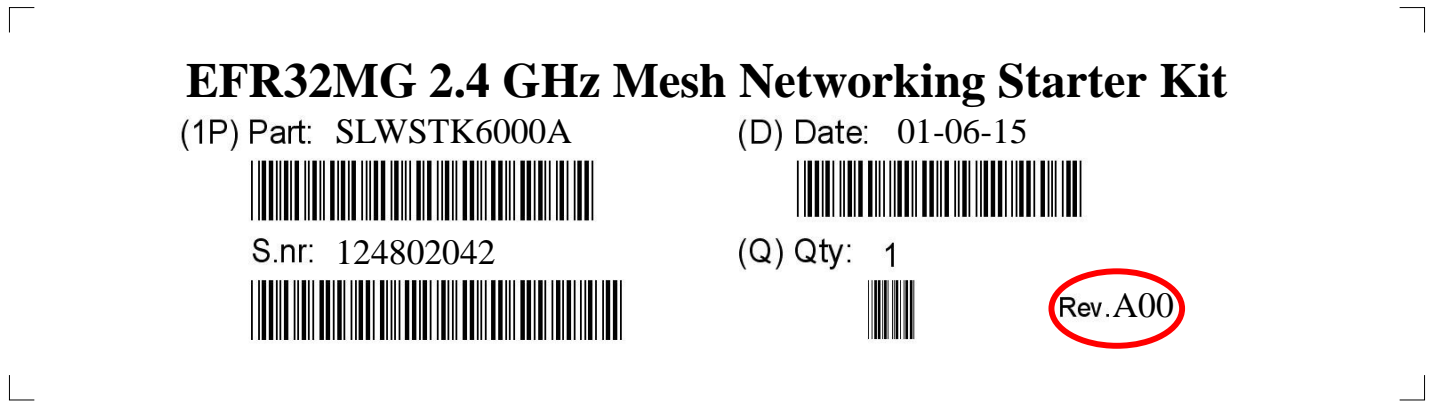 EFR32MG 2.4 GHz Mesh Networking Starter Kit
(1P) Part: SLWSTK6000A
(D) Date: 01-06-15
S.nr: 124802042
(Q) Qty: 1
Rev. A00